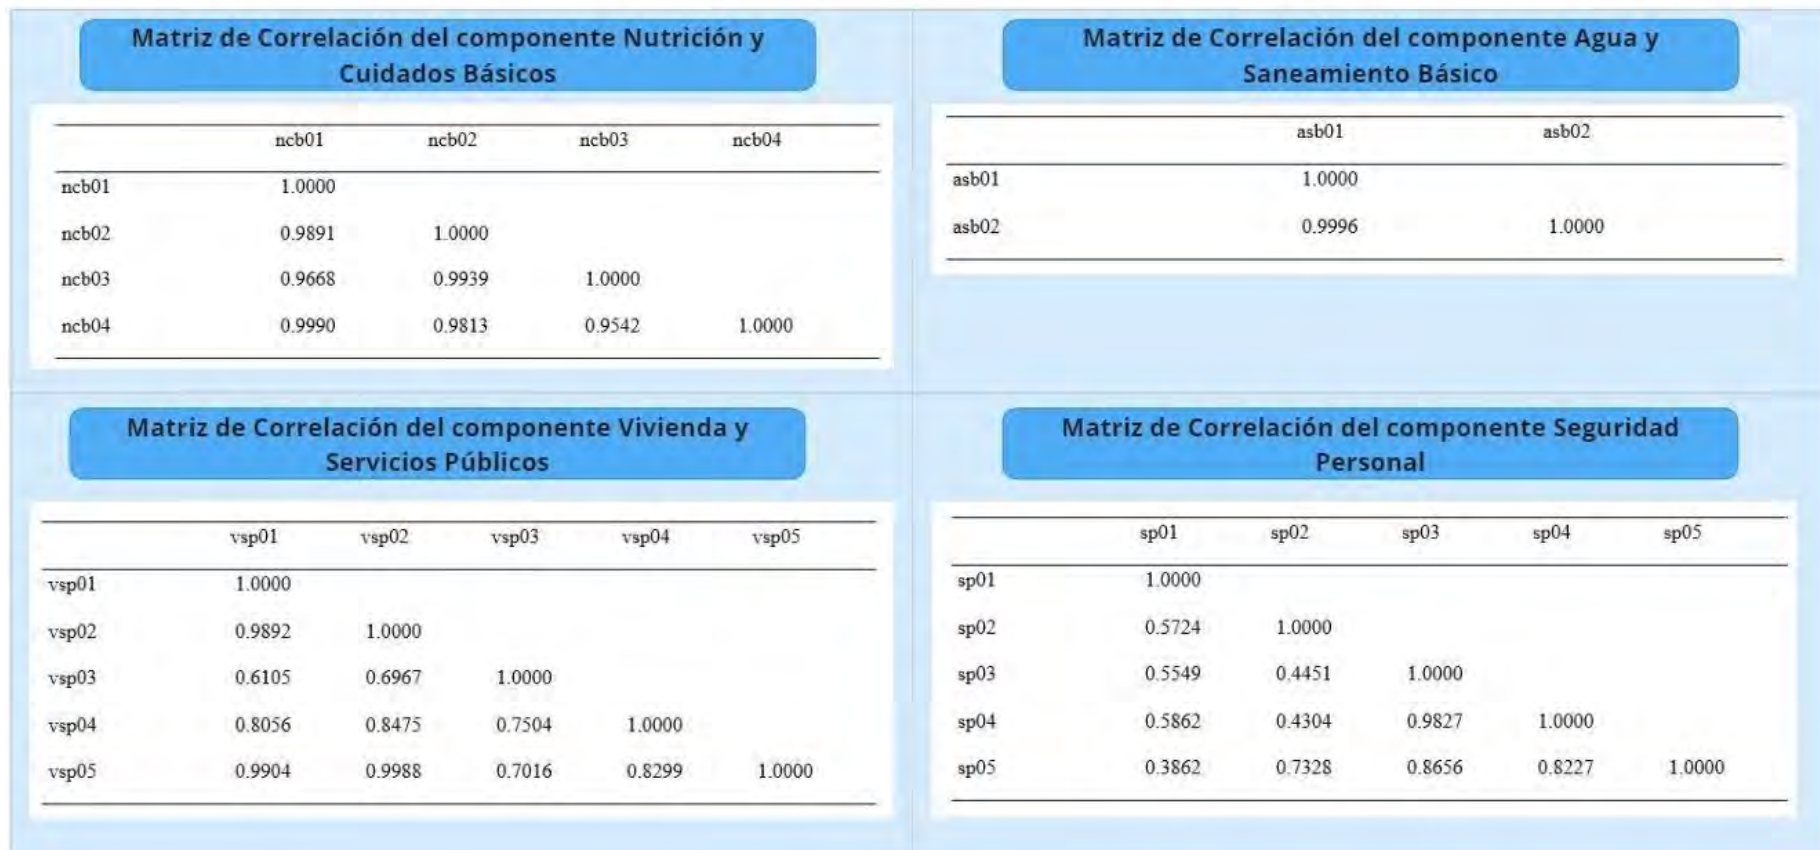 Matriz de Correlación del componente Nutrición y
Cuidados Básicos
ncb01 ncb02 ncb03 ncb04
ncb01 1.0000
ncb02 0.9891 1.0000
ncb03 0.9668 0.9939 1.0000
ncb04 0.9990 0.9813 0.9542 1.0000
Matriz de Correlación del componente Agua y
Saneamiento Básico
asb01 asb02
asb01 1.0000
asb02 0.9996 1.0000
Matriz de Correlación del componente Vivienda y
Servicios Públicos
vsp01 vsp02 vsp03 vsp04 vsp05
vsp01 1.0000
vsp02 0.9892 1.0000
vsp03 0.6105 0.6967 1.0000
vsp04 0.8056 0.8475 0.7504 1.0000
vsp05 0.9904 0.9988 0.7016 0.8299 1.0000
Matriz de Correlación del componente Seguridad
Personal
sp01 sp02 sp03 sp04 sp05
sp01 1.0000
sp02 0.5724 1.0000
sp03 0.5549 0.4451 1.0000
sp04 0.5862 0.4304 0.9827 1.0000
sp05 0.3862 0.7328 0.8656 0.8227 1.0000